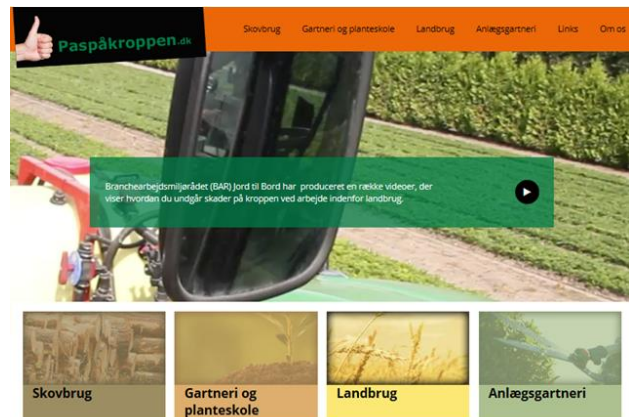 Paspåkroppen.dk
Skovbrug Gartneri og planteskole Landbrug Anlægsgartneri Links Om os
Branchearbejdsmiljørådet (BAR) Jord til Bord har produceret en række videoer, der
viser hvordan du undgår skader på kroppen ved arbejde indenfor landbrug.
Skovbrug
Gartneri og
planteskole
Landbrug
Anlægsgartneri